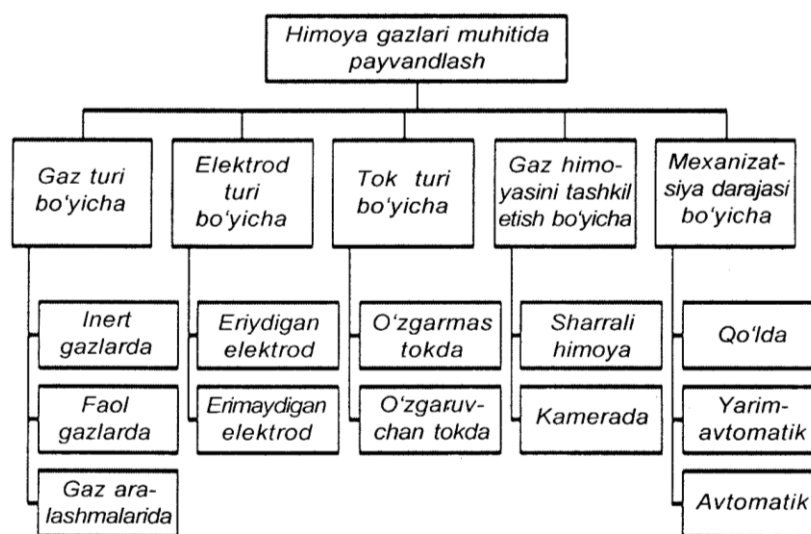 Himoya gazlari muhitida
payvandlash
Gaz turi
bo‘yicha
Elektrod
turi
bo‘yicha
Tok turi
bo‘yicha
Gaz himo-
yasini tashkil
etish bo‘yicha
Mexanizat-
siya darajasi
bo‘yicha
Inert
gazlarda
Faol
gazlarda
Gaz ara-
lashmalarida
Eriydigan
elektrod
Erimaydigan
elektrod
O‘zgarmas
tokda
O‘zgaruv-
chan tokda
Sharrali
himoya
Kamerada
Qo‘lda
Yarim-
avtomatik
Avtomatik